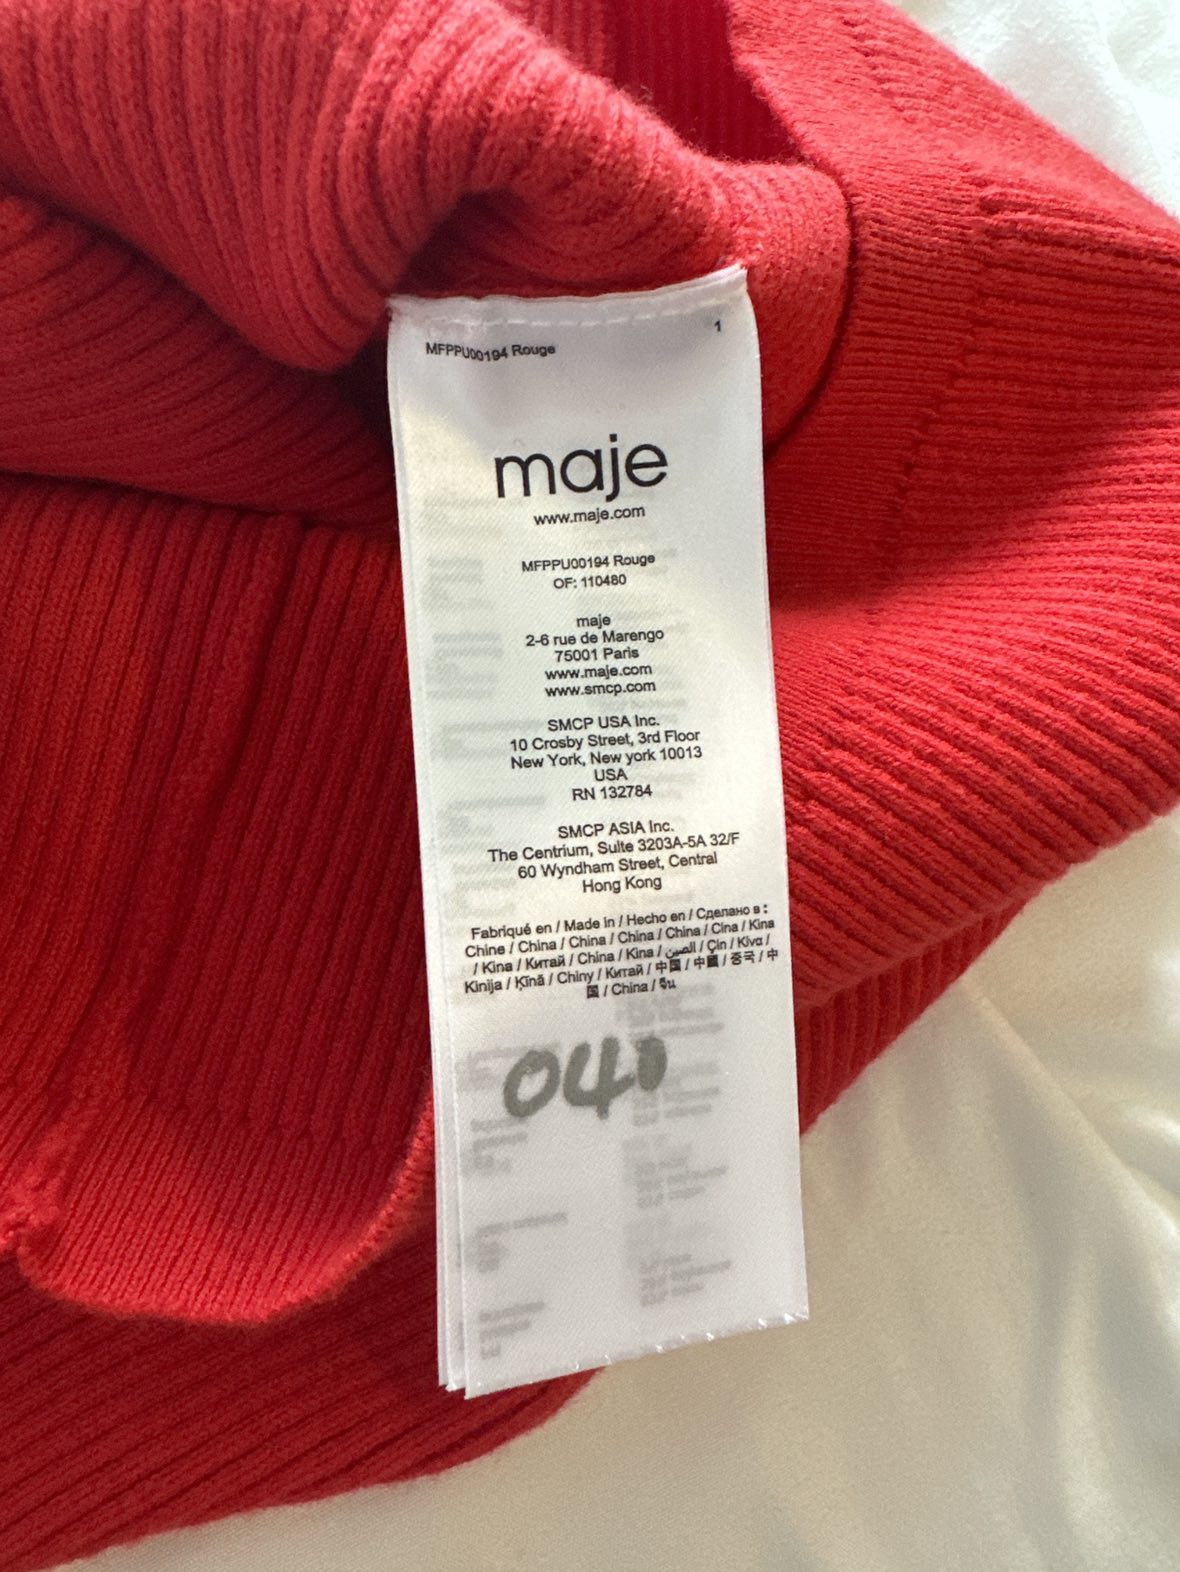 MFPPU00194 Rouge
1
maje
www.maje.com
MFPPU00194 Rouge
OF: 110480
maje
2-6 rue de Marengo
75001 Paris
www.maje.com
www.smcp.com
SMCP USA Inc.
10 Crosby Street, 3rd Floor
New York, New york 10013
USA
RN 132784
SMCP ASIA Inc.
The Centrium, Suite 3203A-5A 32/F
60 Wyndham Street, Central
Hong Kong
Fabriqué en / Made in / Hecho en / Сделано в :
Chine / China / China / China / China / Cina / Kina
/ Kina / Китай / China / Kina / الصين / Çin / Kίνα /
Kinija / Ķīnā / Chiny / Китай / 中国 / 中國 / 중국 / 中
国 / China / จีน
040